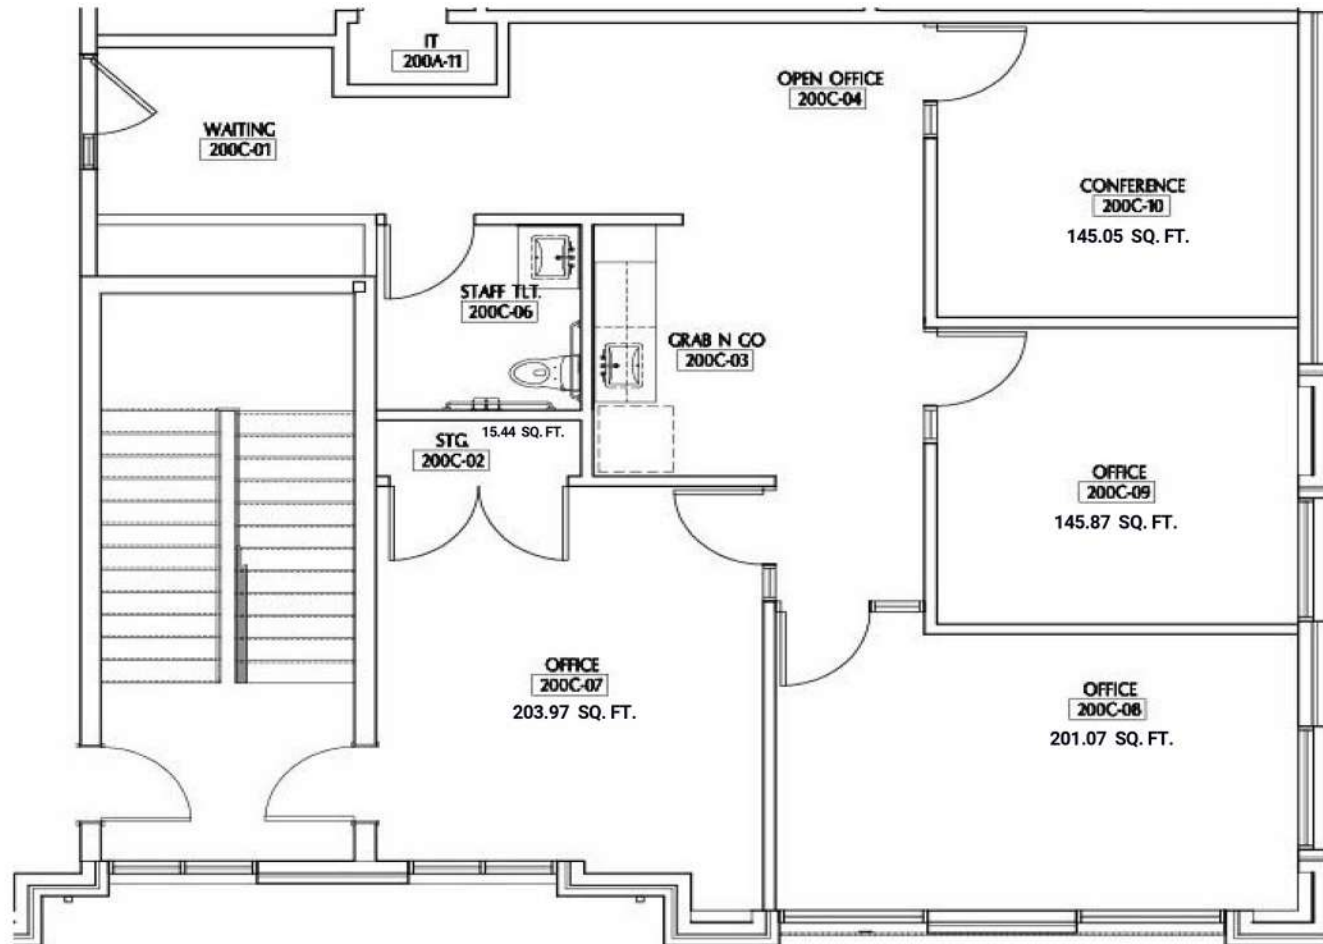 IT
200A-11
OPEN OFFICE
200C-04
WAITING
200C-01
CONFERENCE
200C-10
145.05 SQ. FT.
STAFF TLT.
200C-06
GRAB N GO
200C-03
STG.
15.44 SQ. FT.
200C-02
OFFICE
200C-09
145.87 SQ. FT.
OFFICE
200C-07
203.97 SQ. FT.
OFFICE
200C-08
201.07 SQ. FT.